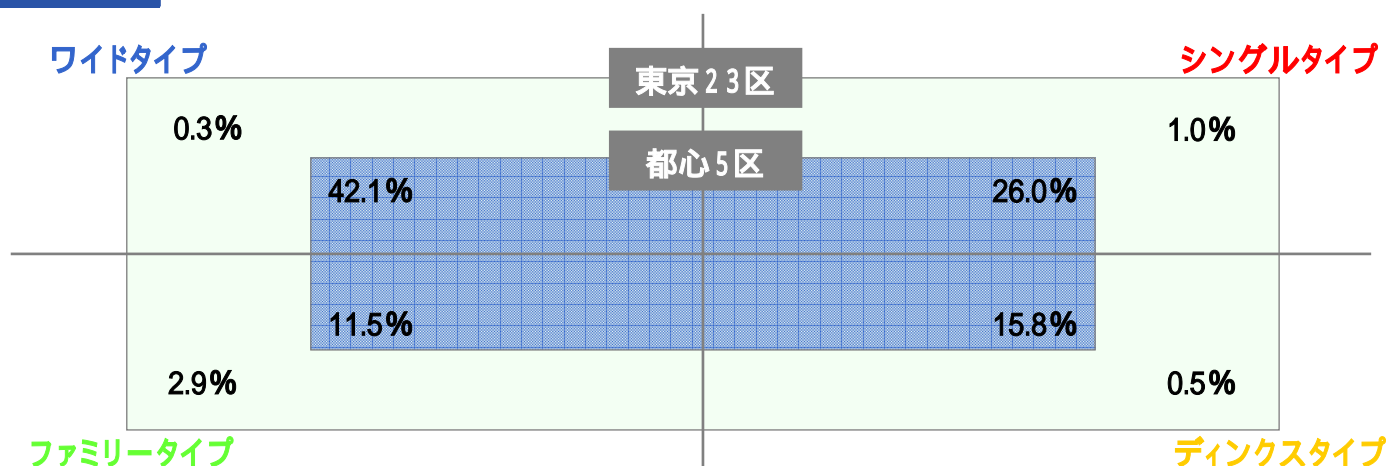 ワイドタイプ
シングルタイプ
東京23区
0.3%
1.0%
都心5区
42.1%
26.0%
11.5%
15.8%
2.9%
0.5%
ファミリータイプ
ディンクスタイプ